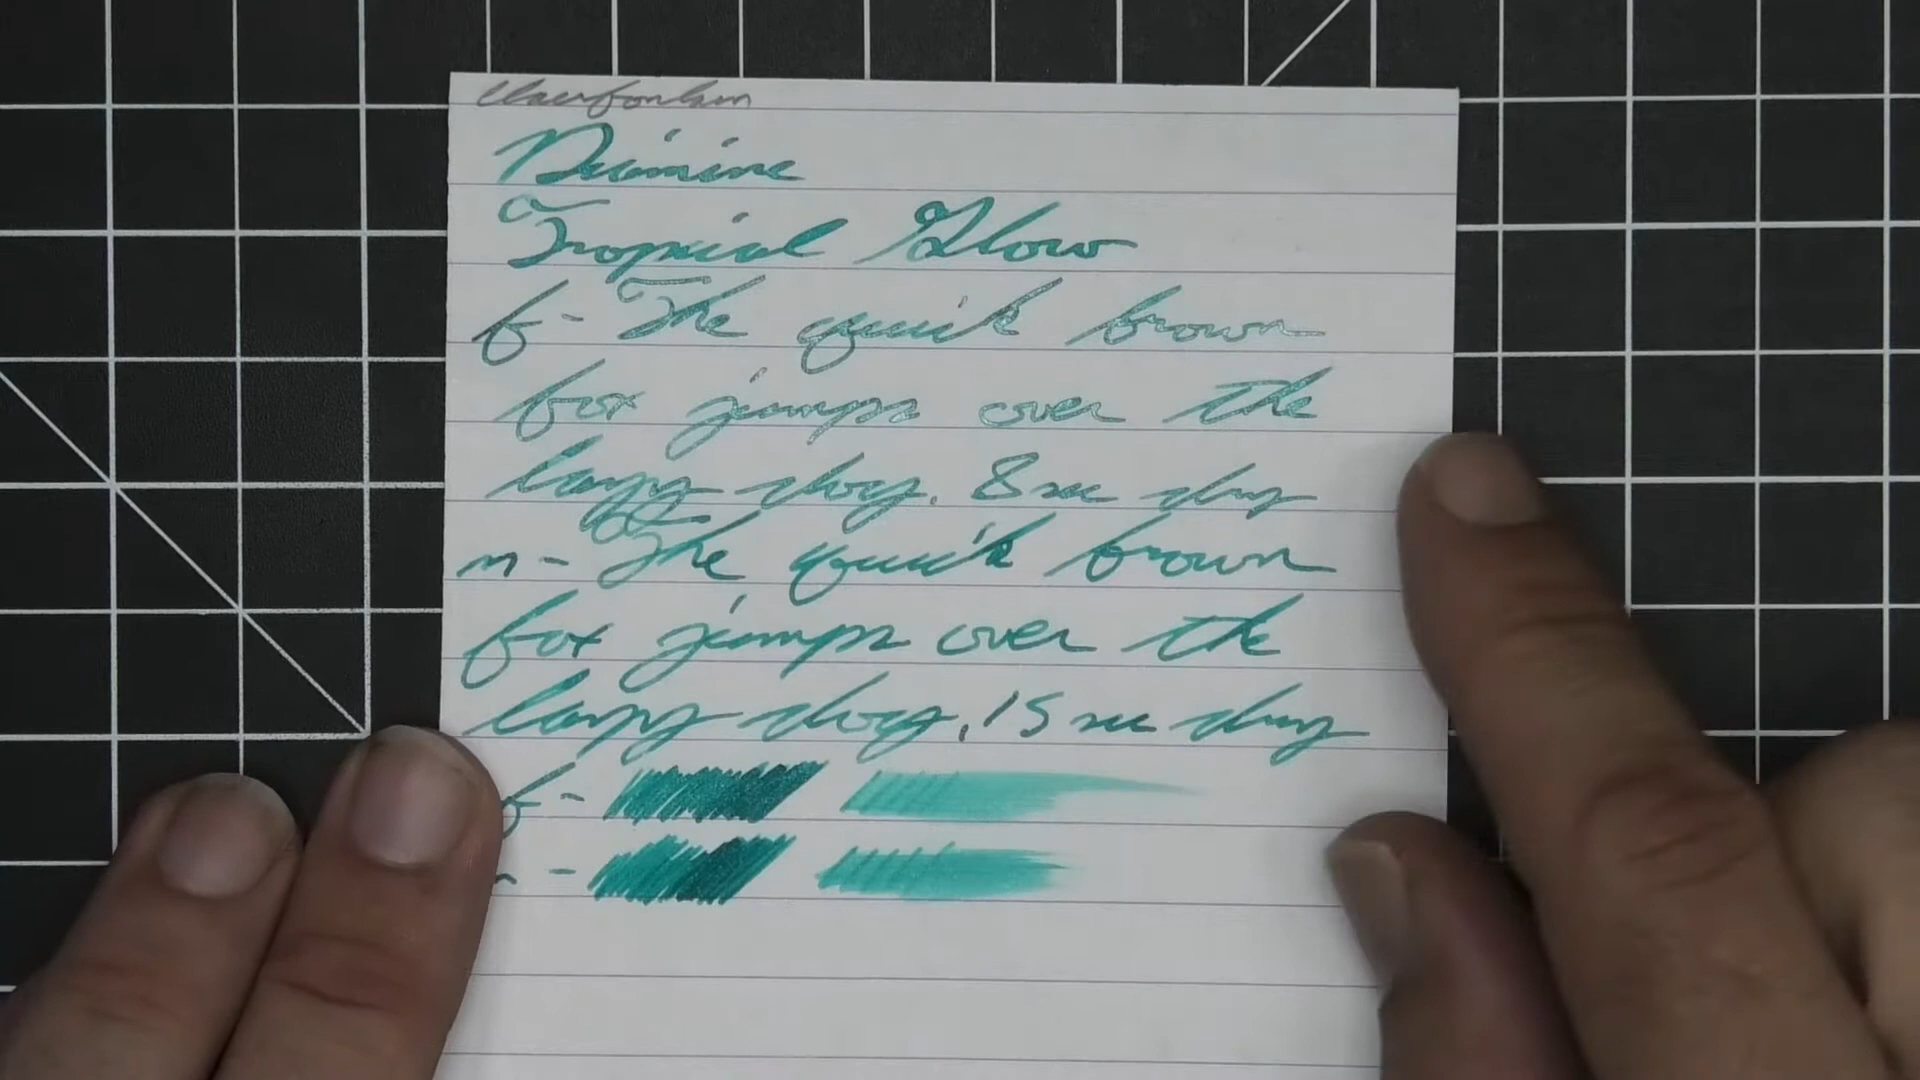 Clairefontain
Diamine
Tropical Glow
f - The quick brown
fox jumps over the
lazy dog. 8 sec dry
m - The quick brown
fox jumps over the
lazy dog. 15 sec dry
f -
m -